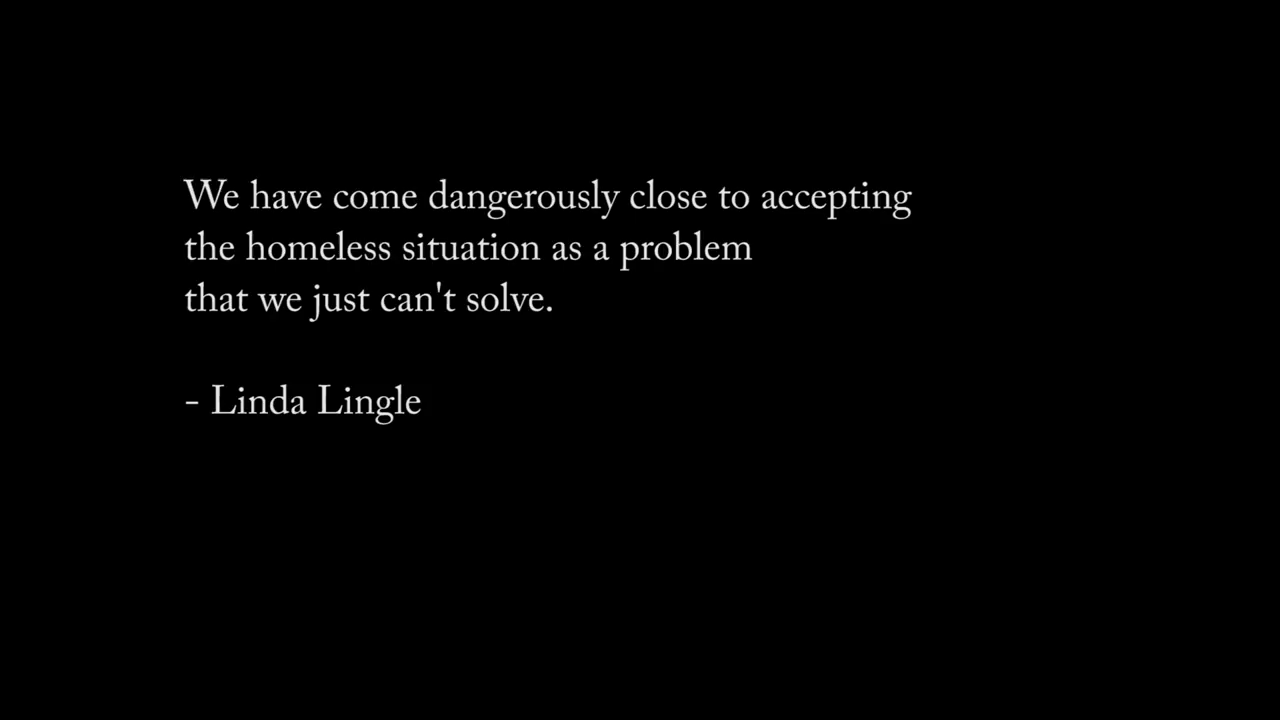 We have come dangerously close to accepting
the homeless situation as a problem
that we just can't solve.
- Linda Lingle